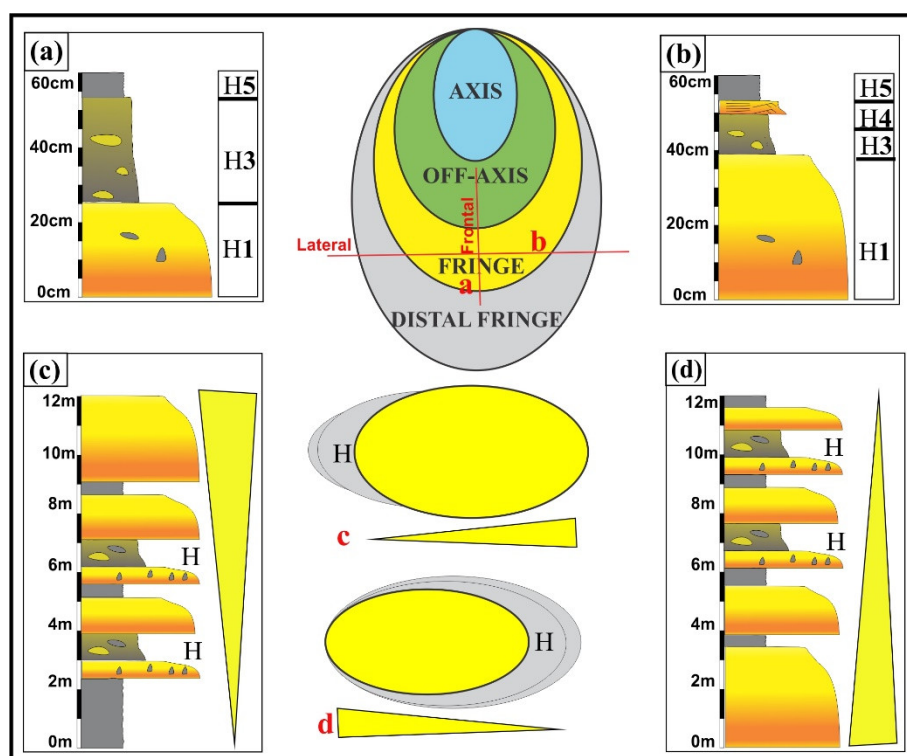 (a)
60cm
H5
40cm
H3
20cm
H1
0cm
AXIS
OFF-AXIS
Frontal
Lateral
b
FRINGE
a
DISTAL FRINGE
(b)
60cm
H5
H4
40cm
H3
20cm
H1
0cm
(c)
12m
10m
8m
H
6m
4m
H
2m
0m
H
c
H
d
(d)
12m
H
10m
8m
H
6m
4m
2m
0m